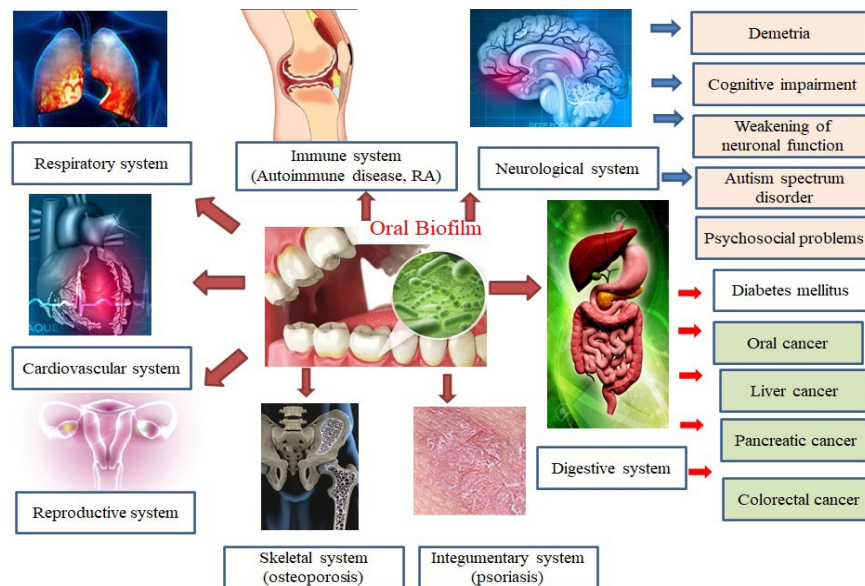 Demetria
Cognitive impairment
Weakening of
neuronal function
Autism spectrum
disorder
Psychosocial problems
Respiratory system
Immune system
(Autoimmune disease, RA)
Neurological system
Oral Biofilm
Cardiovascular system
Diabetes mellitus
Oral cancer
Liver cancer
Pancreatic cancer
Colorectal cancer
Digestive system
Reproductive system
Skeletal system
(osteoporosis)
Integumentary system
(psoriasis)